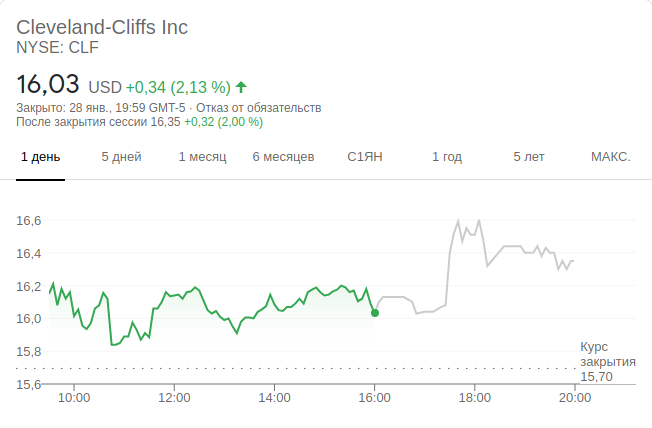 Cleveland-Cliffs Inc
NYSE: CLF
16,03 USD +0,34 (2,13 %)
Закрыто: 28 янв., 19:59 GMT-5 · Отказ от обязательств
После закрытия сессии 16,35 +0,32 (2,00 %)
1 день 5 дней 1 месяц 6 месяцев С1ЯН 1 год 5 лет МАКС.
16,6
16,4
16,2
16,0
15,8
15,6
Курс
закрытия
15,70
10:00 12:00 14:00 16:00 18:00 20:00